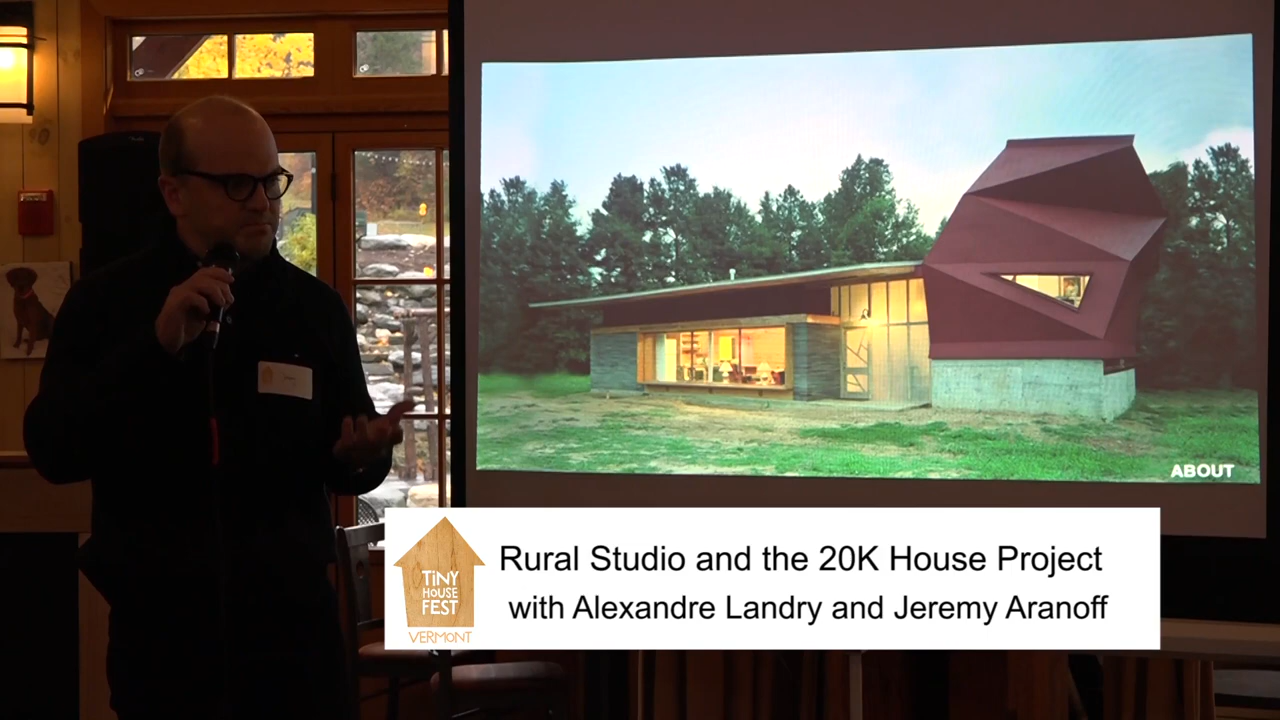 ABOUT
TiNY
HOUSE
FEST
VERMONT
Rural Studio and the 20K House Project
with Alexandre Landry and Jeremy Aranoff